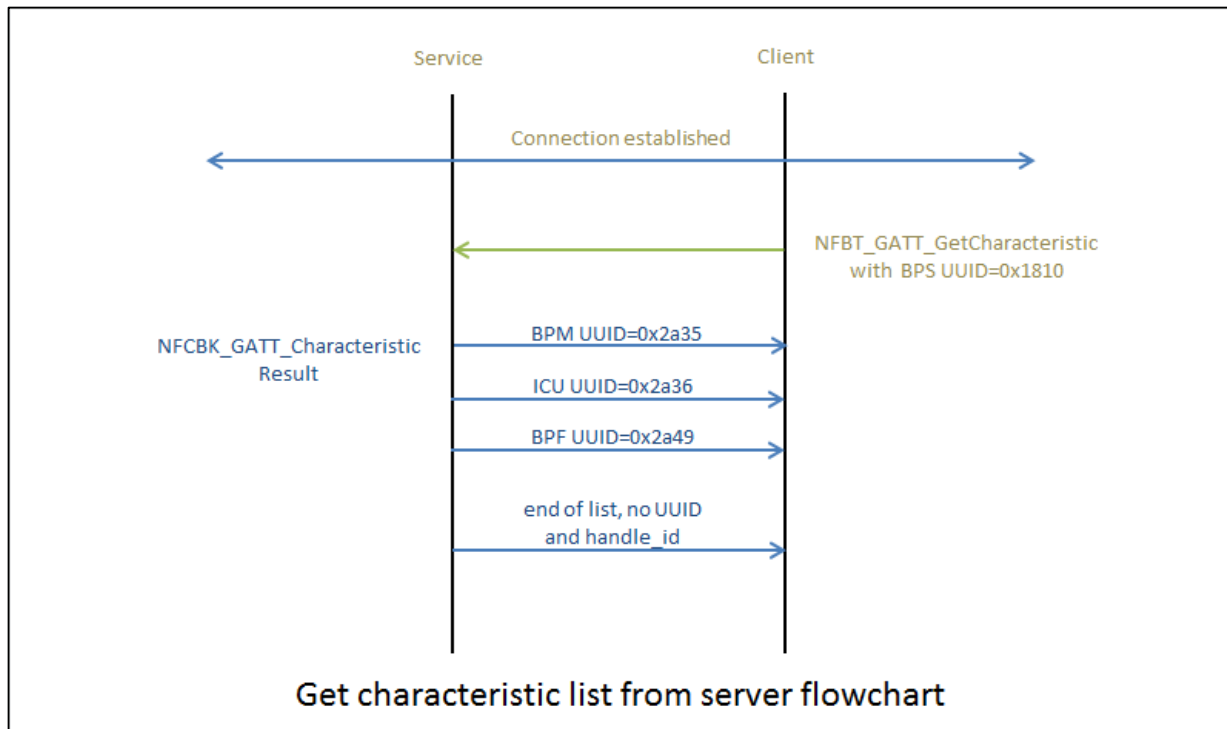 Service
Client
Connection established
NFBT_GATT_GetCharacteristic
with BPS UUID=0x1810
NFCBK_GATT_Characteristic
Result
BPM UUID=0x2a35
ICU UUID=0x2a36
BPF UUID=0x2a49
end of list, no UUID
and handle_id
Get characteristic list from server flowchart